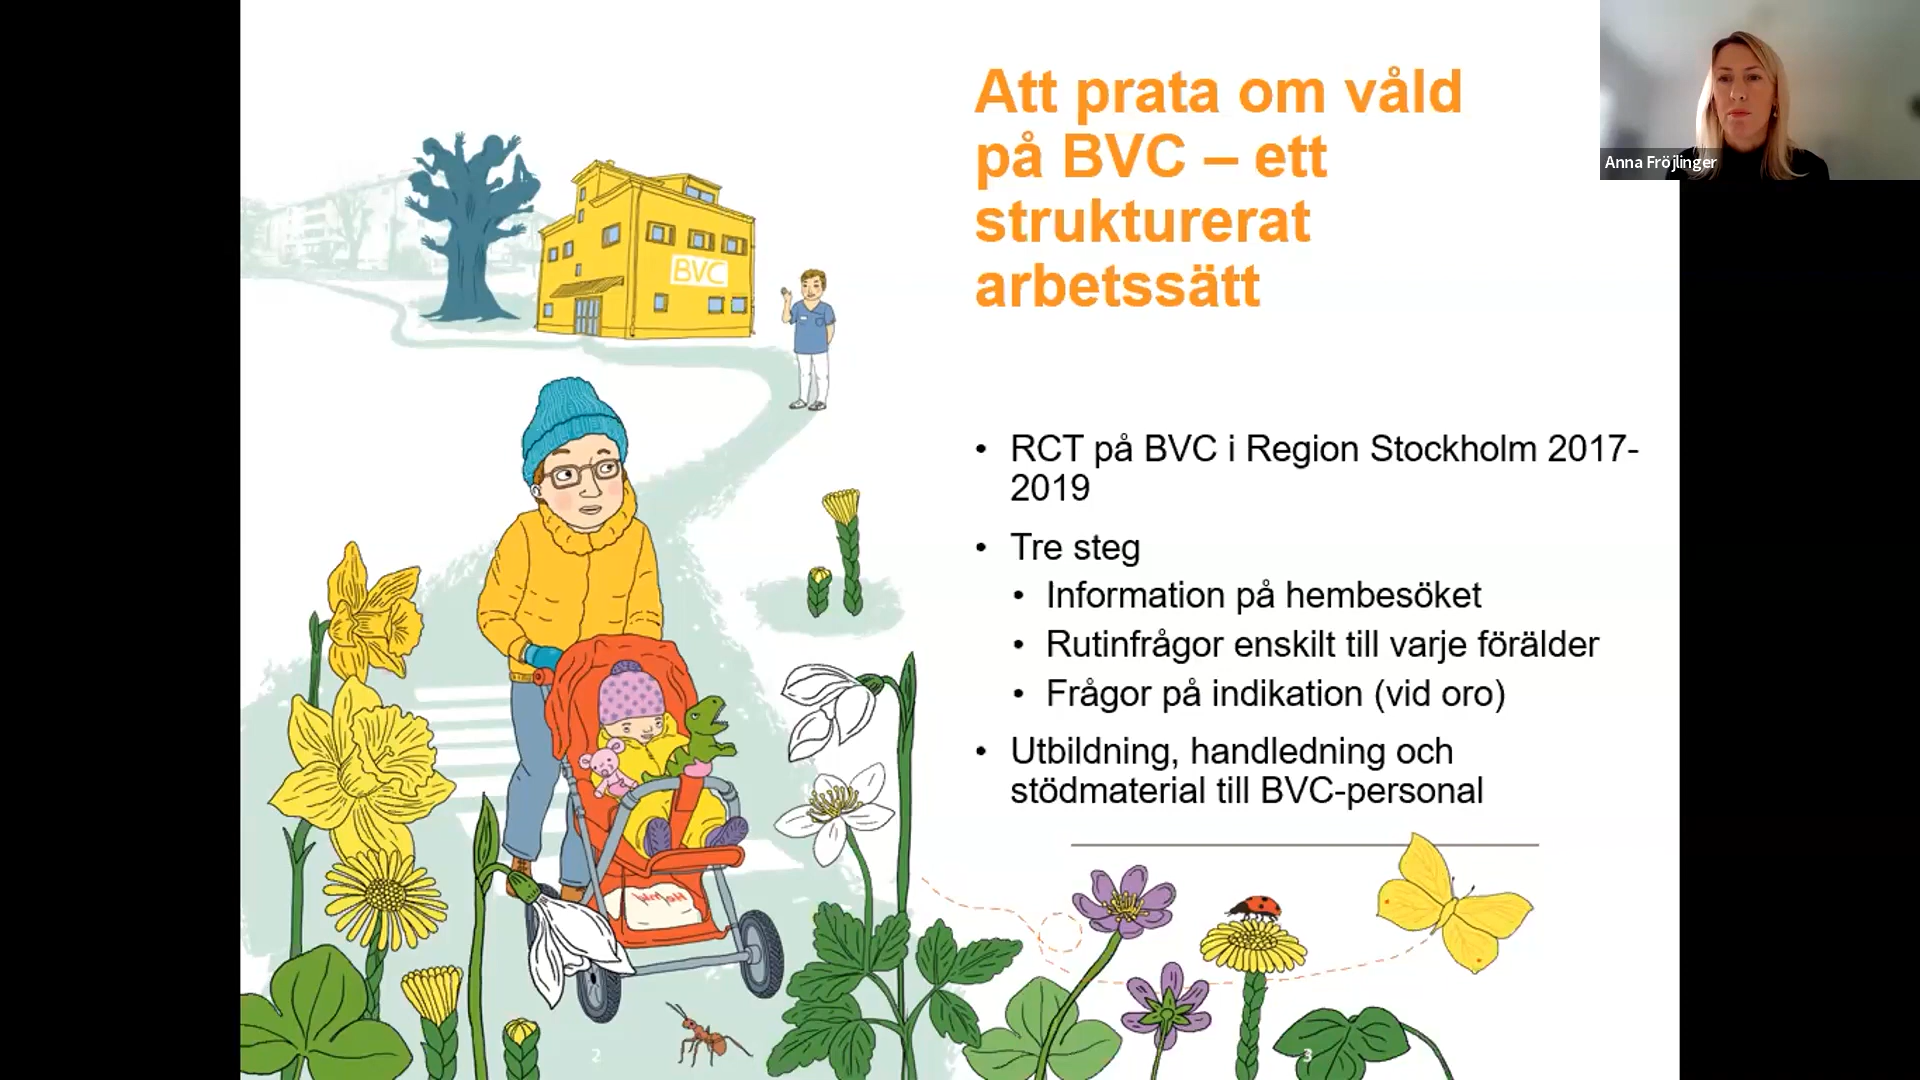 Att prata om våld
på BVC – ett
strukturerat
arbetssätt
Anna Fröjlinger
BVC
• RCT på BVC i Region Stockholm 2017-
2019
• Tre steg
• Information på hembesöket
• Rutinfrågor enskilt till varje förälder
• Frågor på indikation (vid oro)
• Utbildning, handledning och
stödmaterial till BVC-personal
2
3